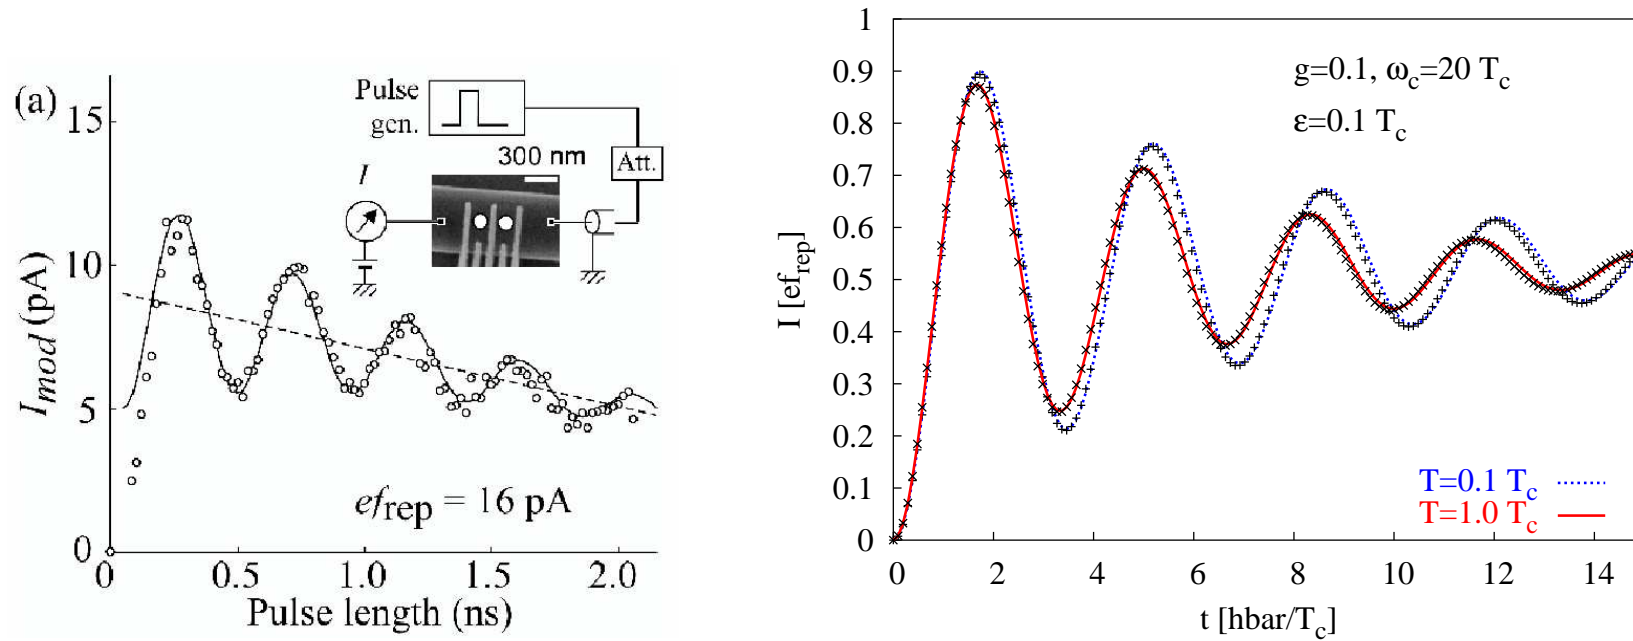 (a)
Pulse
gen.
300 nm
Att.
I
15
10
5
0
I_mod (pA)
ef_rep = 16 pA
0 0.5 1.0 1.5 2.0
Pulse length (ns)
1
0.9
0.8
0.7
0.6
0.5
0.4
0.3
0.2
0.1
0
I [ef_rep]
g=0.1, ω_c=20 T_c
ε=0.1 T_c
T=0.1 T_c
T=1.0 T_c
0 2 4 6 8 10 12 14
t [hbar/T_c]